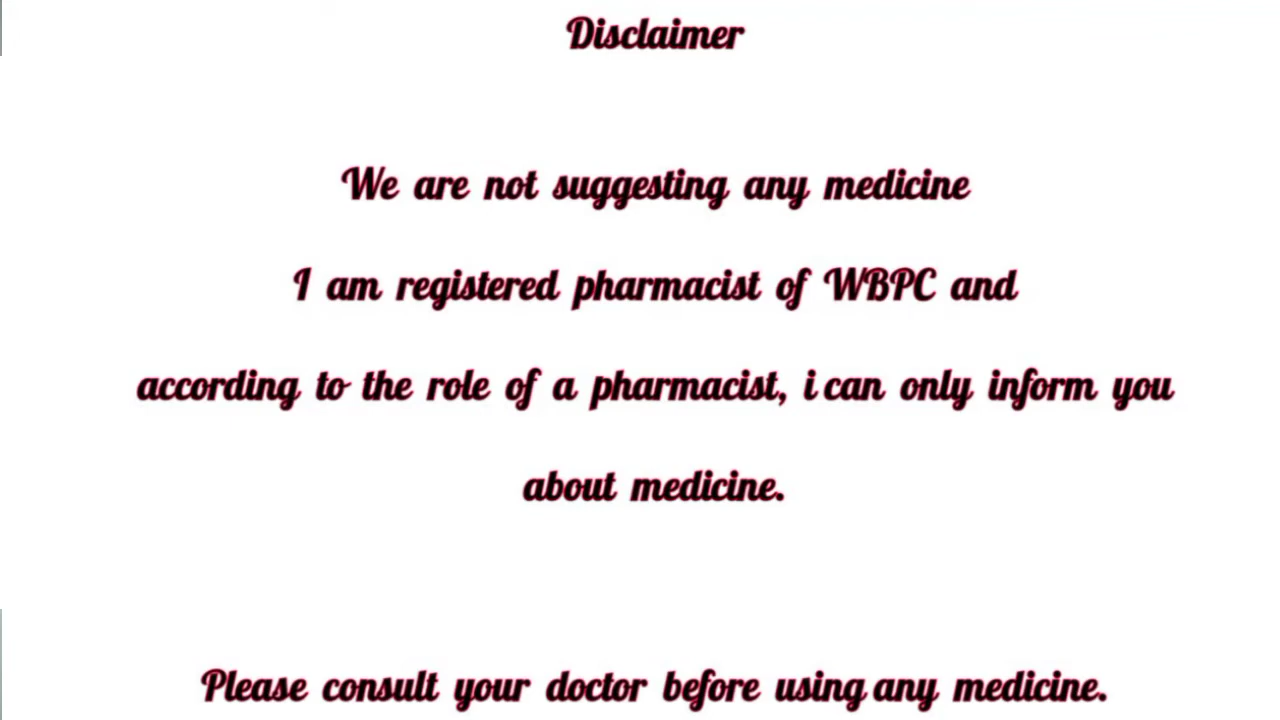 Disclaimer
We are not suggesting any medicine
I am registered pharmacist of WBPC and
according to the role of a pharmacist, i can only inform you
about medicine.
Please consult your doctor before using any medicine.